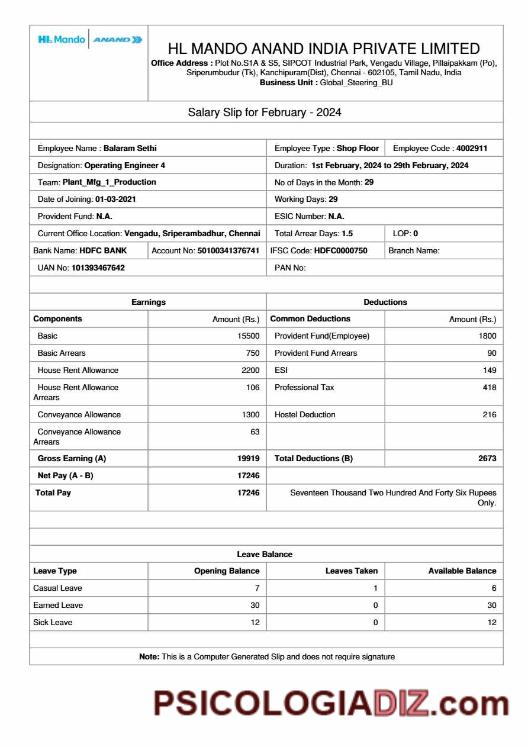 HL Mando ANAND
HL MANDO ANAND INDIA PRIVATE LIMITED
Office Address : Plot No.S1A & S5, SIPCOT Industrial Park, Vengadu Village, Pillaipakkam (Po),
Sriperumbudur (Tk), Kanchipuram(Dist), Chennai - 602105, Tamil Nadu, India
Business Unit : Global_Steering_BU
Salary Slip for February - 2024
Employee Name : Balaram Sethi Employee Type : Shop Floor Employee Code : 4002911
Designation: Operating Engineer 4 Duration: 1st February, 2024 to 29th February, 2024
Team: Plant_Mfg_1_Production No of Days in the Month: 29
Date of Joining: 01-03-2021 Working Days: 29
Provident Fund: N.A. ESIC Number: N.A.
Current Office Location: Vengadu, Sriperambadhur, Chennai Total Arrear Days: 1.5 LOP: 0
Bank Name: HDFC BANK Account No: 50100341376741 IFSC Code: HDFC0000750 Branch Name:
UAN No: 101393467642 PAN No:
Earnings Deductions
Components Amount (Rs.) Common Deductions Amount (Rs.)
Basic 15500 Provident Fund(Employee) 1800
Basic Arrears 750 Provident Fund Arrears 90
House Rent Allowance 2200 ESI 149
House Rent Allowance 106 Professional Tax 418
Arrears
Conveyance Allowance 1300 Hostel Deduction 216
Conveyance Allowance 63
Arrears
Gross Earning (A) 19919 Total Deductions (B) 2673
Net Pay (A - B) 17246
Total Pay 17246 Seventeen Thousand Two Hundred And Forty Six Rupees
Only.
Leave Balance
Leave Type Opening Balance Leaves Taken Available Balance
Casual Leave 7 1 6
Earned Leave 30 0 30
Sick Leave 12 0 12
Note: This is a Computer Generated Slip and does not require signature
PSICOLOGIADIZ.com